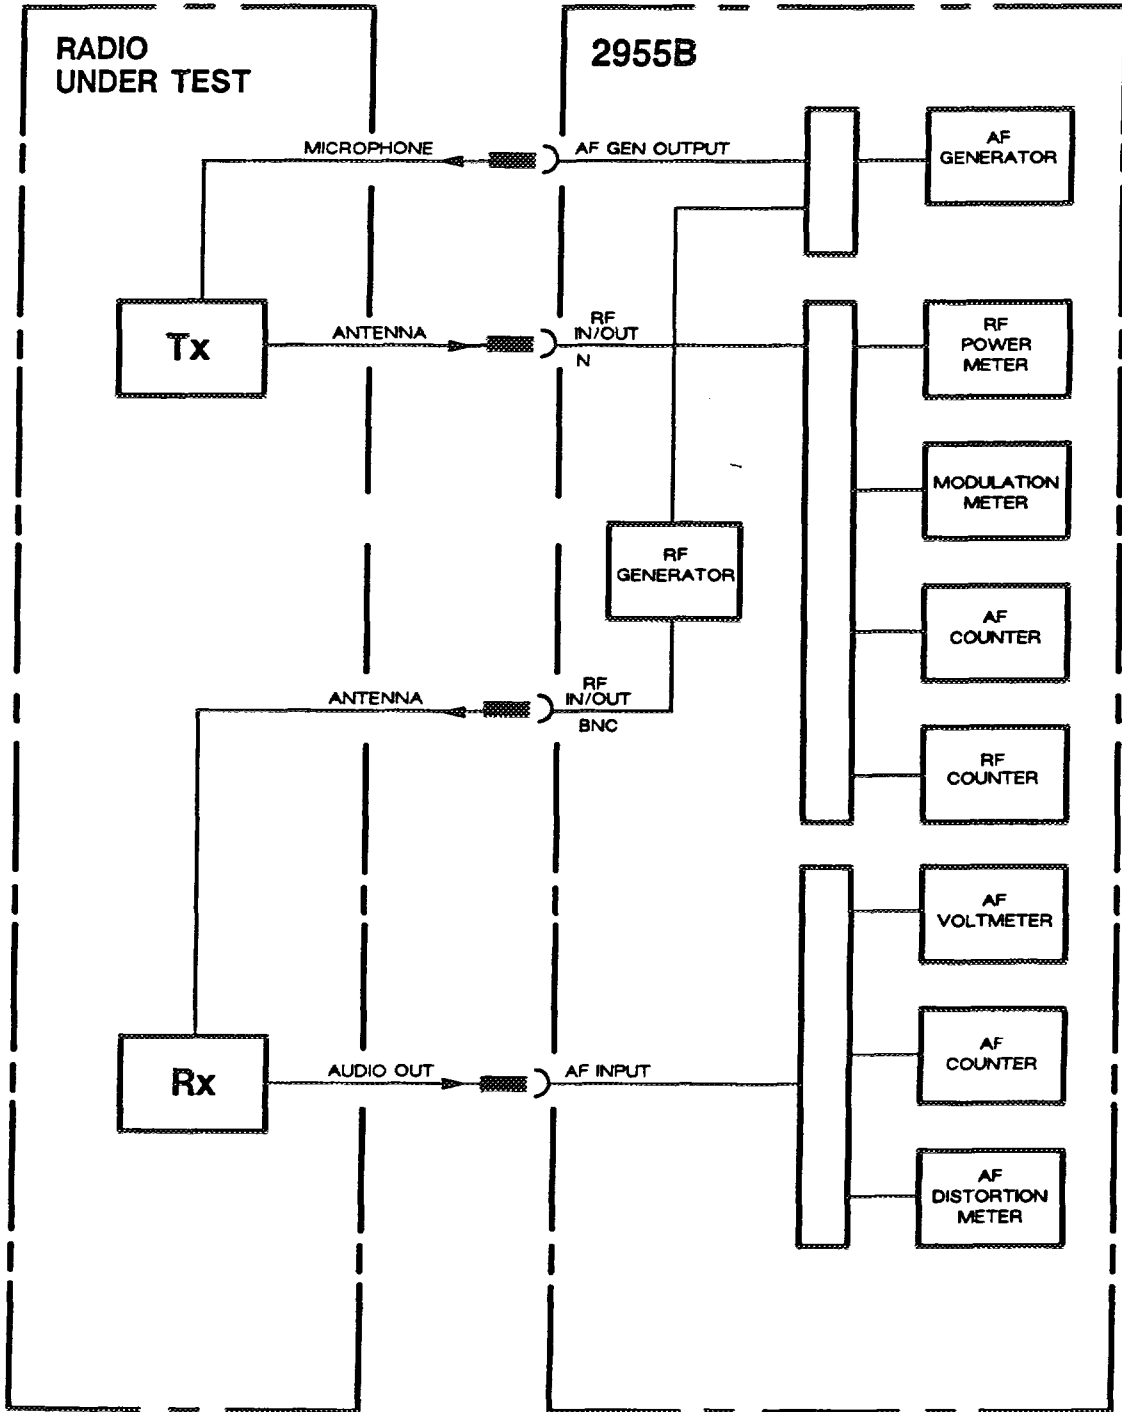 RADIO
UNDER TEST
2955B
MICROPHONE
AF GEN OUTPUT
AF
GENERATOR
Tx
ANTENNA
RF
IN/OUT
N
RF
POWER
METER
MODULATION
METER
RF
GENERATOR
AF
COUNTER
ANTENNA
RF
IN/OUT
BNC
RF
COUNTER
AF
VOLTMETER
Rx
AUDIO OUT
AF INPUT
AF
COUNTER
AF
DISTORTION
METER